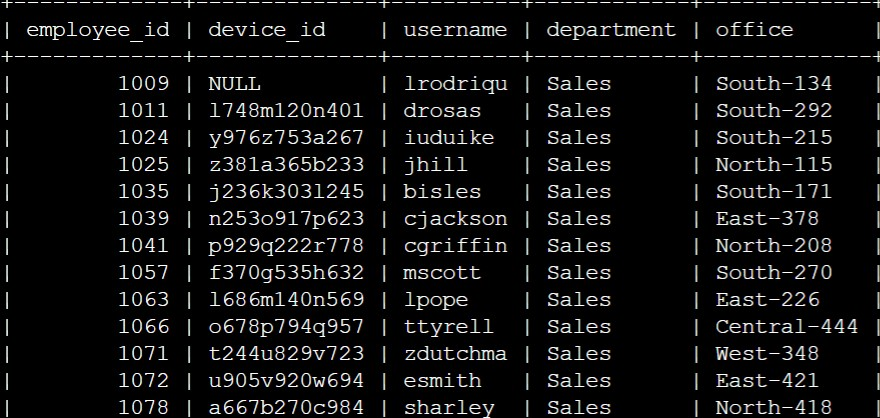 +-------------+--------------+----------+------------+-------------+
| employee_id | device_id    | username | department | office      |
+-------------+--------------+----------+------------+-------------+
|        1009 | NULL         | lrodriqu | Sales      | South-134   |
|        1011 | l748m120n401 | drosas   | Sales      | South-292   |
|        1024 | y976z753a267 | iuduike  | Sales      | South-215   |
|        1025 | z381a365b233 | jhill    | Sales      | North-115   |
|        1035 | j236k303l245 | bisles   | Sales      | South-171   |
|        1039 | n253o917p623 | cjackson | Sales      | East-378    |
|        1041 | p929q222r778 | cgriffin | Sales      | North-208   |
|        1057 | f370g535h632 | mscott   | Sales      | South-270   |
|        1063 | l686m140n569 | lpope    | Sales      | East-226    |
|        1066 | o678p794q957 | ttyrell  | Sales      | Central-444 |
|        1071 | t244u829v723 | zdutchma | Sales      | West-348    |
|        1072 | u905v920w694 | esmith   | Sales      | East-421    |
|        1078 | a667b270c984 | sharley  | Sales      | North-418   |